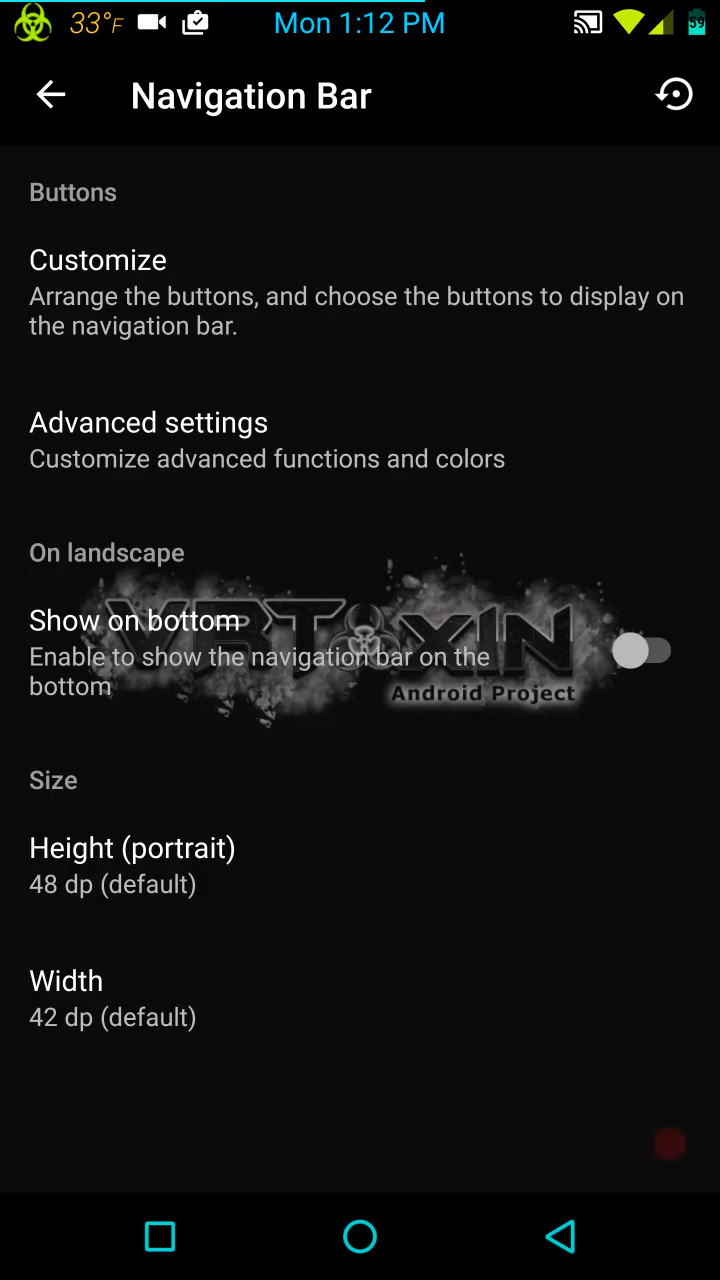 33°F
Mon 1:12 PM
59
Navigation Bar
Buttons
Customize
Arrange the buttons, and choose the buttons to display on
the navigation bar.
Advanced settings
Customize advanced functions and colors
On landscape
VRTOXIN
Show on bottom
Enable to show the navigation bar on the
bottom
Android Project
Size
Height (portrait)
48 dp (default)
Width
42 dp (default)